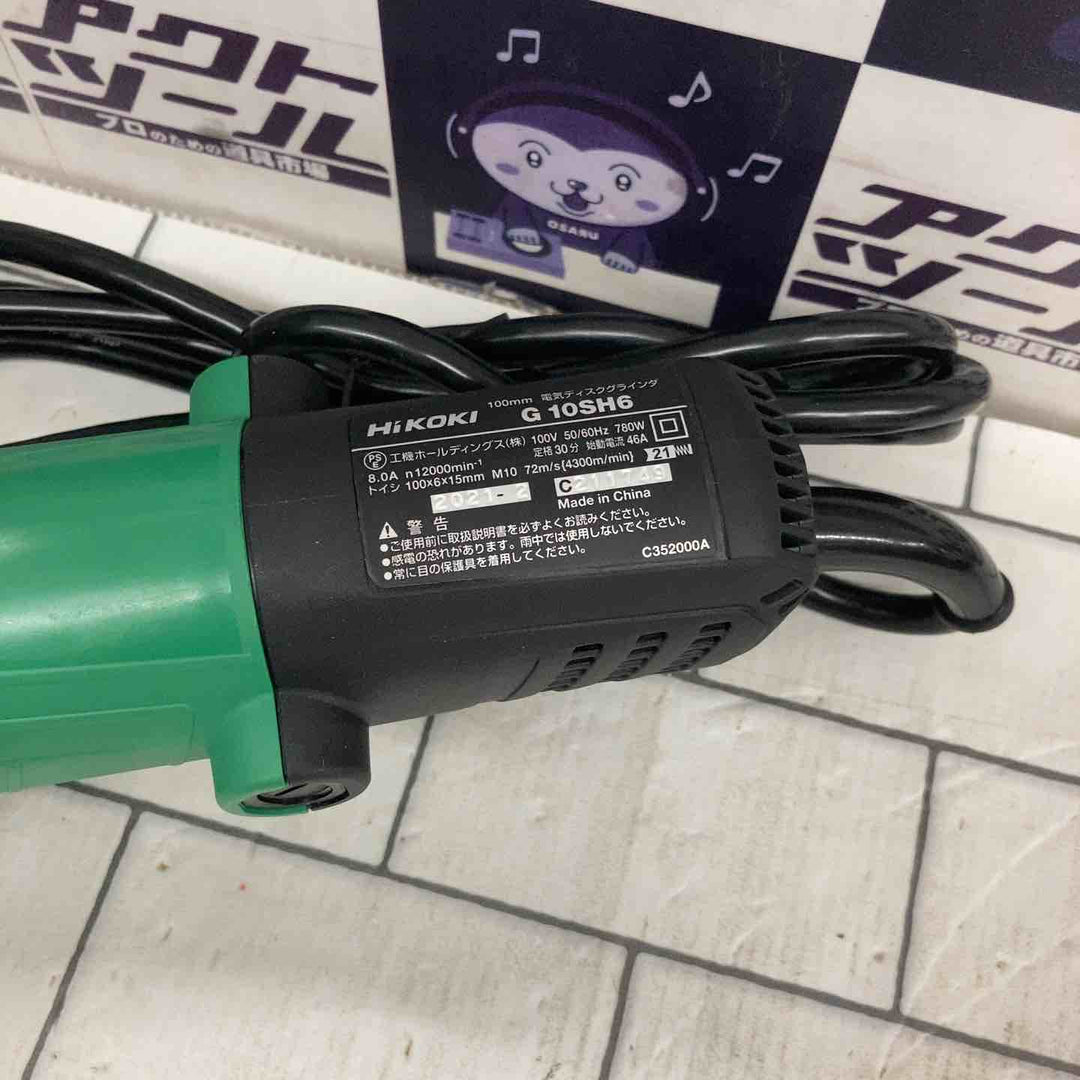 アクト
ツール
プロのための道具市場
OSARU
アク
ツー
の道具
HiKOKI 100mm 電気ディスクグラインダ
G 10SH6
PSE 工機ホールディングス(株) 100V 50/60Hz 780W
8.0A n12000min⁻¹ 定格30分 始動電流 46A
トイシ 100x6x15mm M10 72m/s{4300m/min} 21
2021-2 C211749
Made in China
警告
●ご使用前に取扱説明書を必ずよくお読みください。
●感電の恐れがあります。雨中では使用しないでください。
●常に目の保護具を着用してください。
C352000A